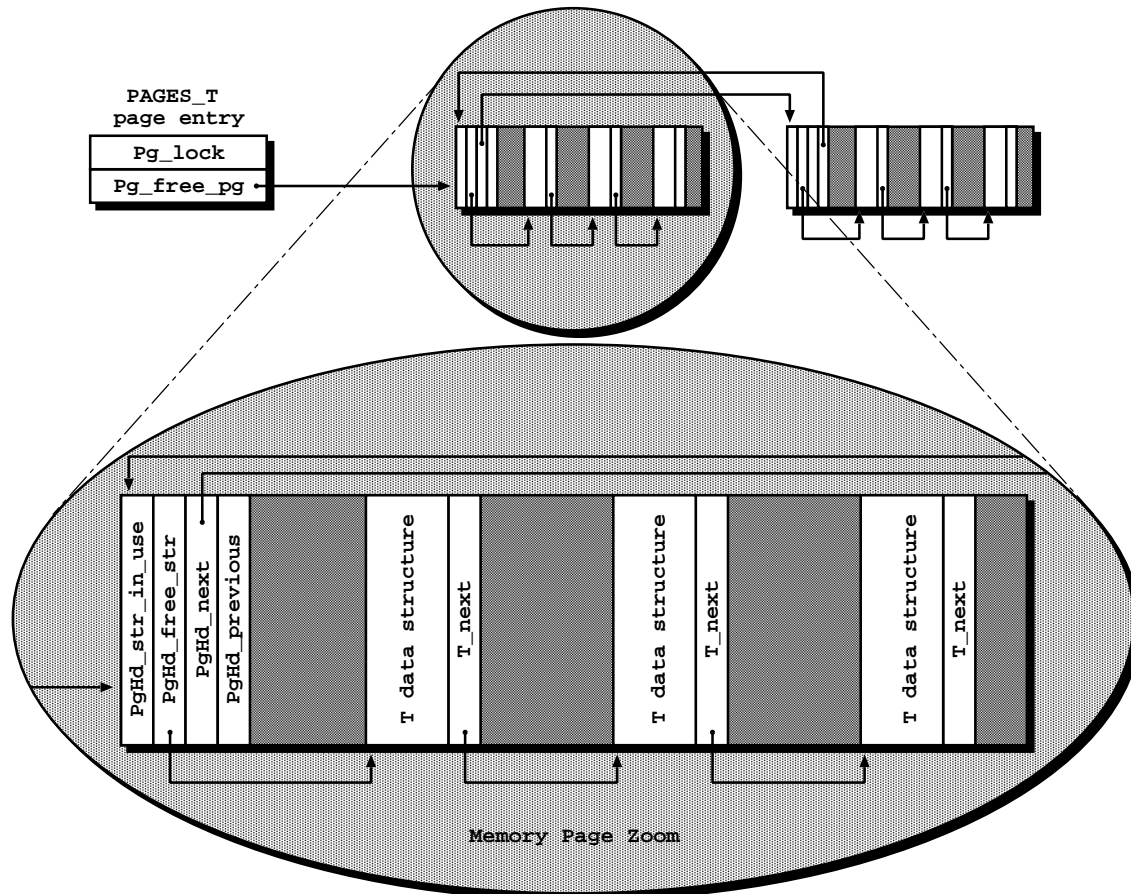 PAGES_T
page entry
Pg_lock
Pg_free_pg
PgHd_str_in_use
PgHd_free_str
PgHd_next
PgHd_previous
T data structure
T_next
T data structure
T_next
T data structure
T_next
Memory Page Zoom